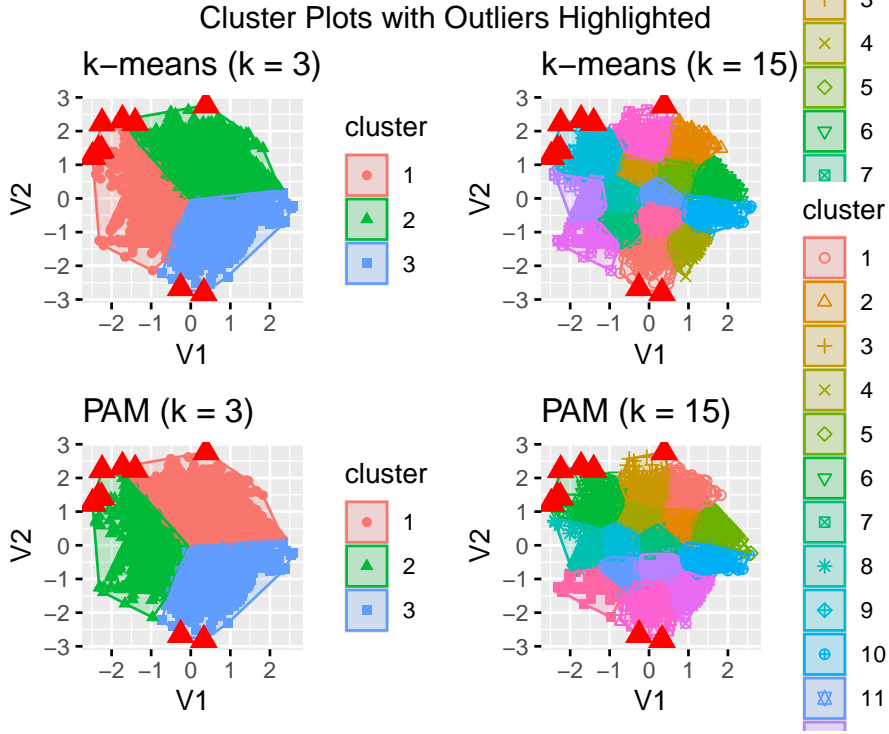 Cluster Plots with Outliers Highlighted
k−means (k = 3)
3
2
1
0
−1
−2
−3
V2
−2 −1 0 1 2
V1
cluster
1
2
3
k−means (k = 15)
3
2
1
0
−1
−2
−3
V2
−2 −1 0 1 2
V1
4
5
6
7
PAM (k = 3)
3
2
1
0
−1
−2
−3
V2
−2 −1 0 1 2
V1
cluster
1
2
3
PAM (k = 15)
3
2
1
0
−1
−2
−3
V2
−2 −1 0 1 2
V1
cluster
1
2
3
4
5
6
7
8
9
10
11